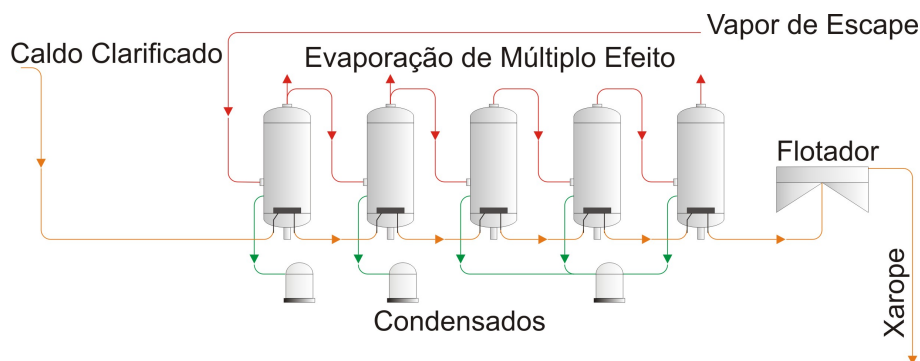 Vapor de Escape
Caldo Clarificado
Evaporação de Múltiplo Efeito
Flotador
Xarope
Condensados